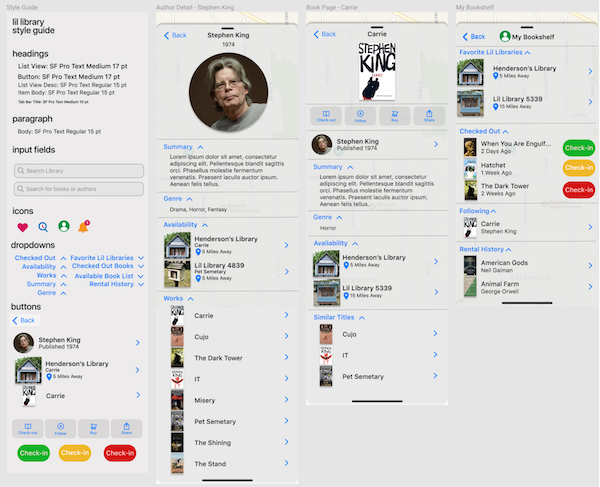 Style Guide
lil library
style guide
headings
List View: SF Pro Text Medium 17 pt
Button: SF Pro Text Medium 17 pt
List View Desc: SF Pro Text Regular 15 pt
Item Body: SF Pro Text Regular 15 pt
Tab Bar Title: SF Pro Text Medium 10 pt
paragraph
Body: SF Pro Text Regular 15 pt
input fields
Search Library
Search for books or authors
icons
1
dropdowns
Checked Out
Favorite Lil Libraries
Availability
Checked Out Books
Works
Available Book List
Summary
Rental History
Genre
buttons
Back
Stephen King
Published 1974
Henderson's Library
Carrie
5 Miles Away
Carrie
Check-out
Follow
Buy
Share
Check-in
Check-in
Check-in
Author Detail - Stephen King
Back
Stephen King
1974
Summary
Lorem ipsum dolor sit amet, consectetur
adipiscing elit. Pellentesque blandit sagittis
orci. Phasellus molestie fermentum
venenatis. Praesent iaculis auctor ipsum.
Aenean felis tellus.
Genre
Drama, Horror, Fantasy
Availability
Henderson's Library
Carrie
5 Miles Away
Lil Library 4839
Pet Semetary
5 Miles Away
Works
Carrie
Cujo
The Dark Tower
IT
Misery
Pet Semetary
The Shining
The Stand
Book Page - Carrie
Back
Carrie
STEPHEN
KING
CARRIE
Check-out
Follow
Buy
Share
Stephen King
Published 1974
Summary
Lorem ipsum dolor sit amet, consectetur
adipiscing elit. Pellentesque blandit sagittis
orci. Phasellus molestie fermentum
venenatis. Praesent iaculis auctor ipsum.
Aenean felis tellus.
Genre
Horror
Availability
Henderson's Library
5 Miles Away
Lil Library 5339
15 Miles Away
Similar Titles
Cujo
IT
Pet Semetary
My Bookshelf
Back
My Bookshelf
Favorite Lil Libraries
Henderson's Library
5 Miles Away
Lil Library 5339
15 Miles Away
Checked Out
When You Are Engulf...
2 Days Ago
Check-in
Hatchet
1 Week Ago
Check-in
The Dark Tower
2 Weeks Ago
Check-in
Following
Carrie
Stephen King
Rental History
American Gods
Neil Gaiman
Animal Farm
George Orwell